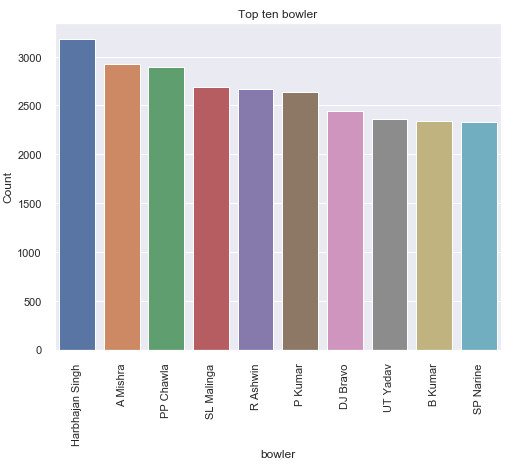 Top ten bowler
Count
3000
2500
2000
1500
1000
500
0
Harbhajan Singh
A Mishra
PP Chawla
SL Malinga
R Ashwin
P Kumar
DJ Bravo
UT Yadav
B Kumar
SP Narine
bowler